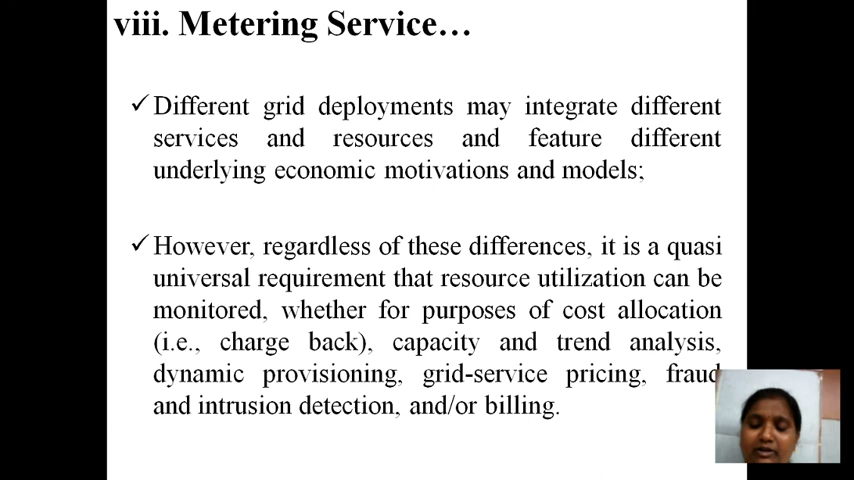 viii. Metering Service…
✓Different grid deployments may integrate different
services and resources and feature different
underlying economic motivations and models;
✓However, regardless of these differences, it is a quasi
universal requirement that resource utilization can be
monitored, whether for purposes of cost allocation
(i.e., charge back), capacity and trend analysis,
dynamic provisioning, grid-service pricing, fraud
and intrusion detection, and/or billing.